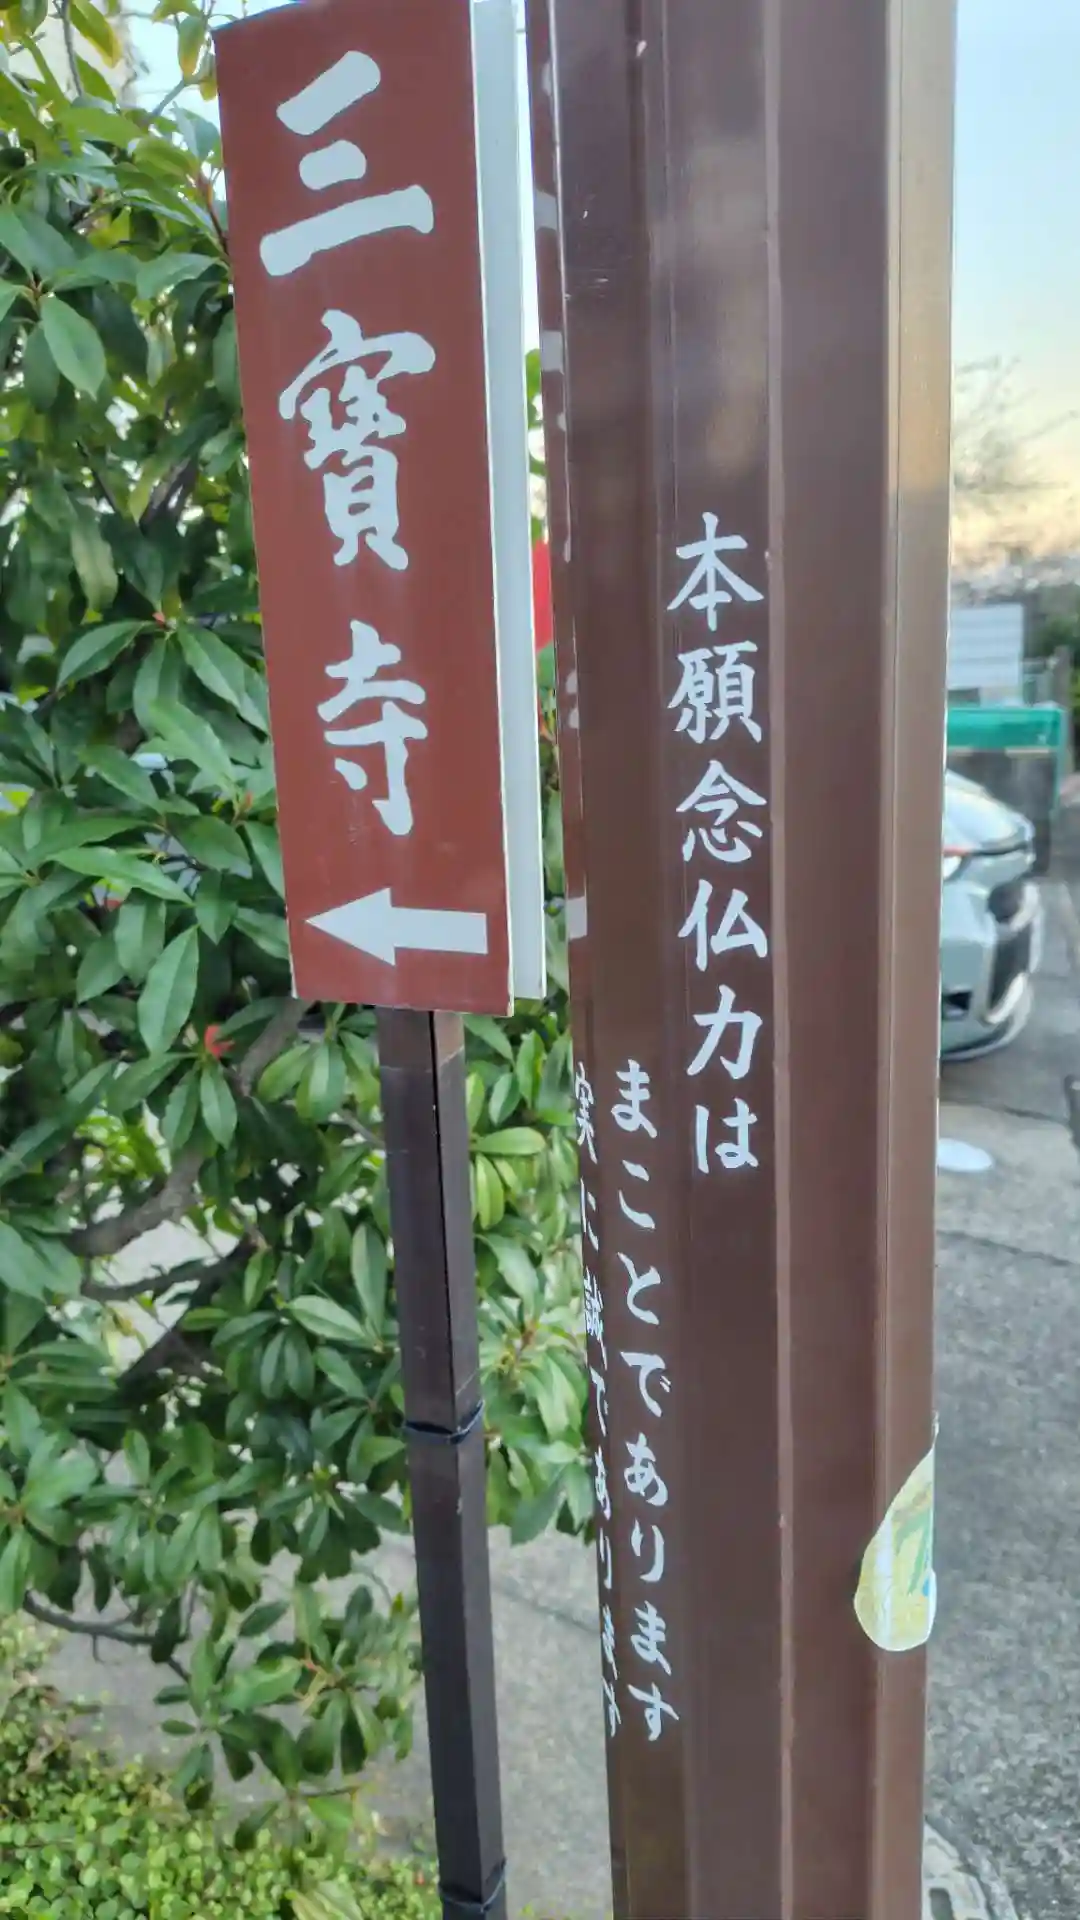 三寳寺
本願念仏力は
まことであります
実に誠であります